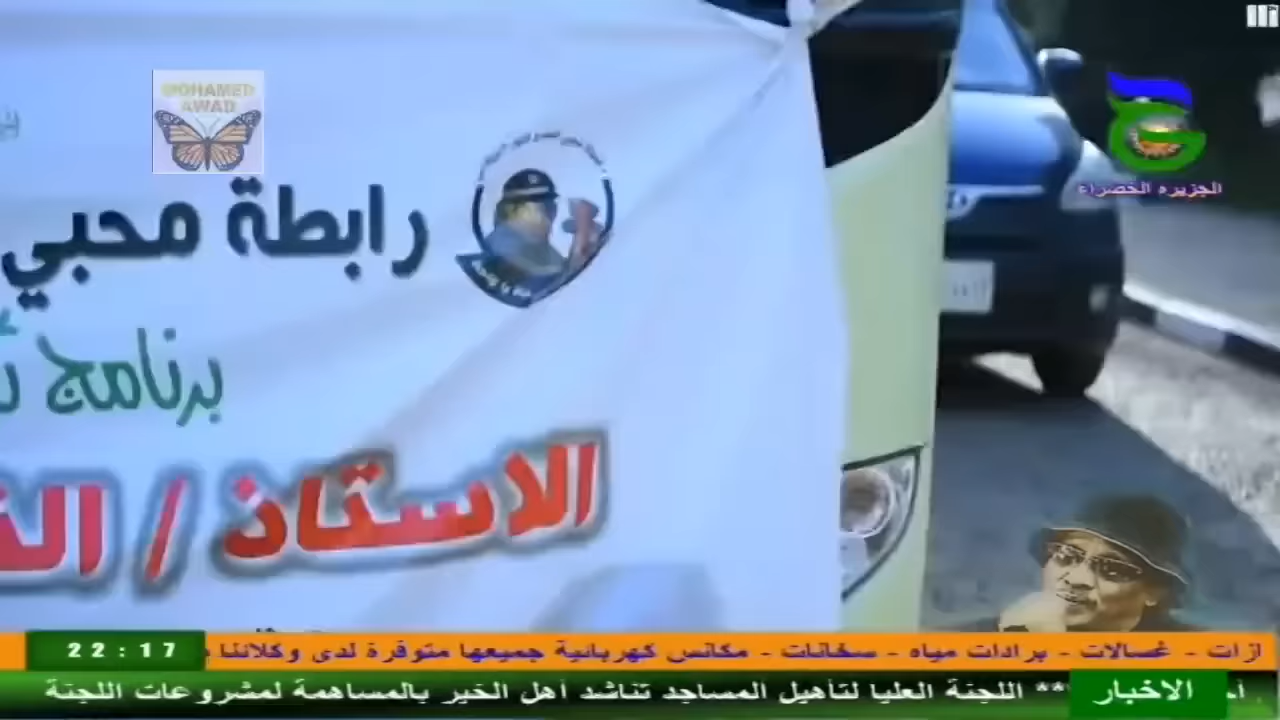 MOHAMED
AWAD
الجزيره الخضراء
رابطة محبي
برنامج
الاستاذ /
22:17
ازات - غسالات - برادات مياه - سخانات - مكانس كهربائية جميعها متوفرة لدى وكلائنا
الاخبار
** اللجنة العليا لتأهيل المساجد تناشد أهل الخير بالمساهمة لمشروعات اللجنة